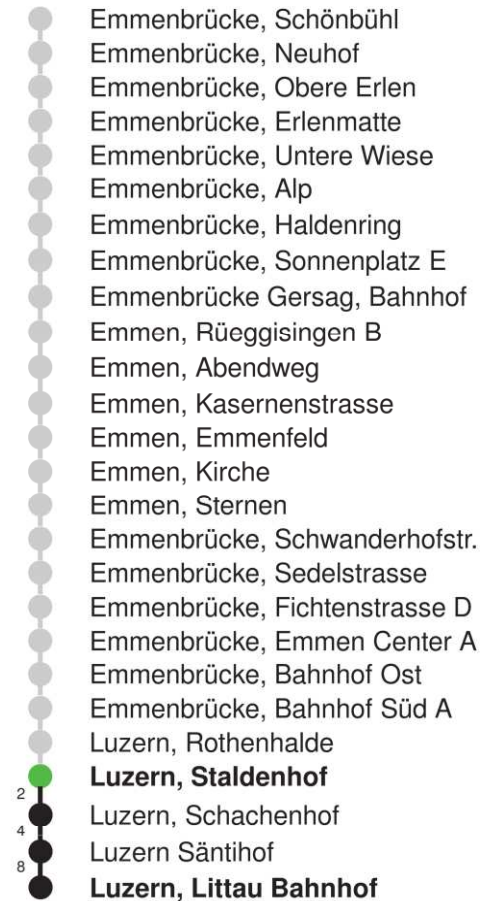 Emmenbrücke, Schönbühl
Emmenbrücke, Neuhof
Emmenbrücke, Obere Erlen
Emmenbrücke, Erlenmatte
Emmenbrücke, Untere Wiese
Emmenbrücke, Alp
Emmenbrücke, Haldenring
Emmenbrücke, Sonnenplatz E
Emmenbrücke Gersag, Bahnhof
Emmen, Rüeggisingen B
Emmen, Abendweg
Emmen, Kasernenstrasse
Emmen, Emmenfeld
Emmen, Kirche
Emmen, Sternen
Emmenbrücke, Schwanderhofstr.
Emmenbrücke, Sedelstrasse
Emmenbrücke, Fichtenstrasse D
Emmenbrücke, Emmen Center A
Emmenbrücke, Bahnhof Ost
Emmenbrücke, Bahnhof Süd A
Luzern, Rothenhalde
Luzern, Staldenhof
2
Luzern, Schachenhof
4
Luzern Säntihof
8
Luzern, Littau Bahnhof